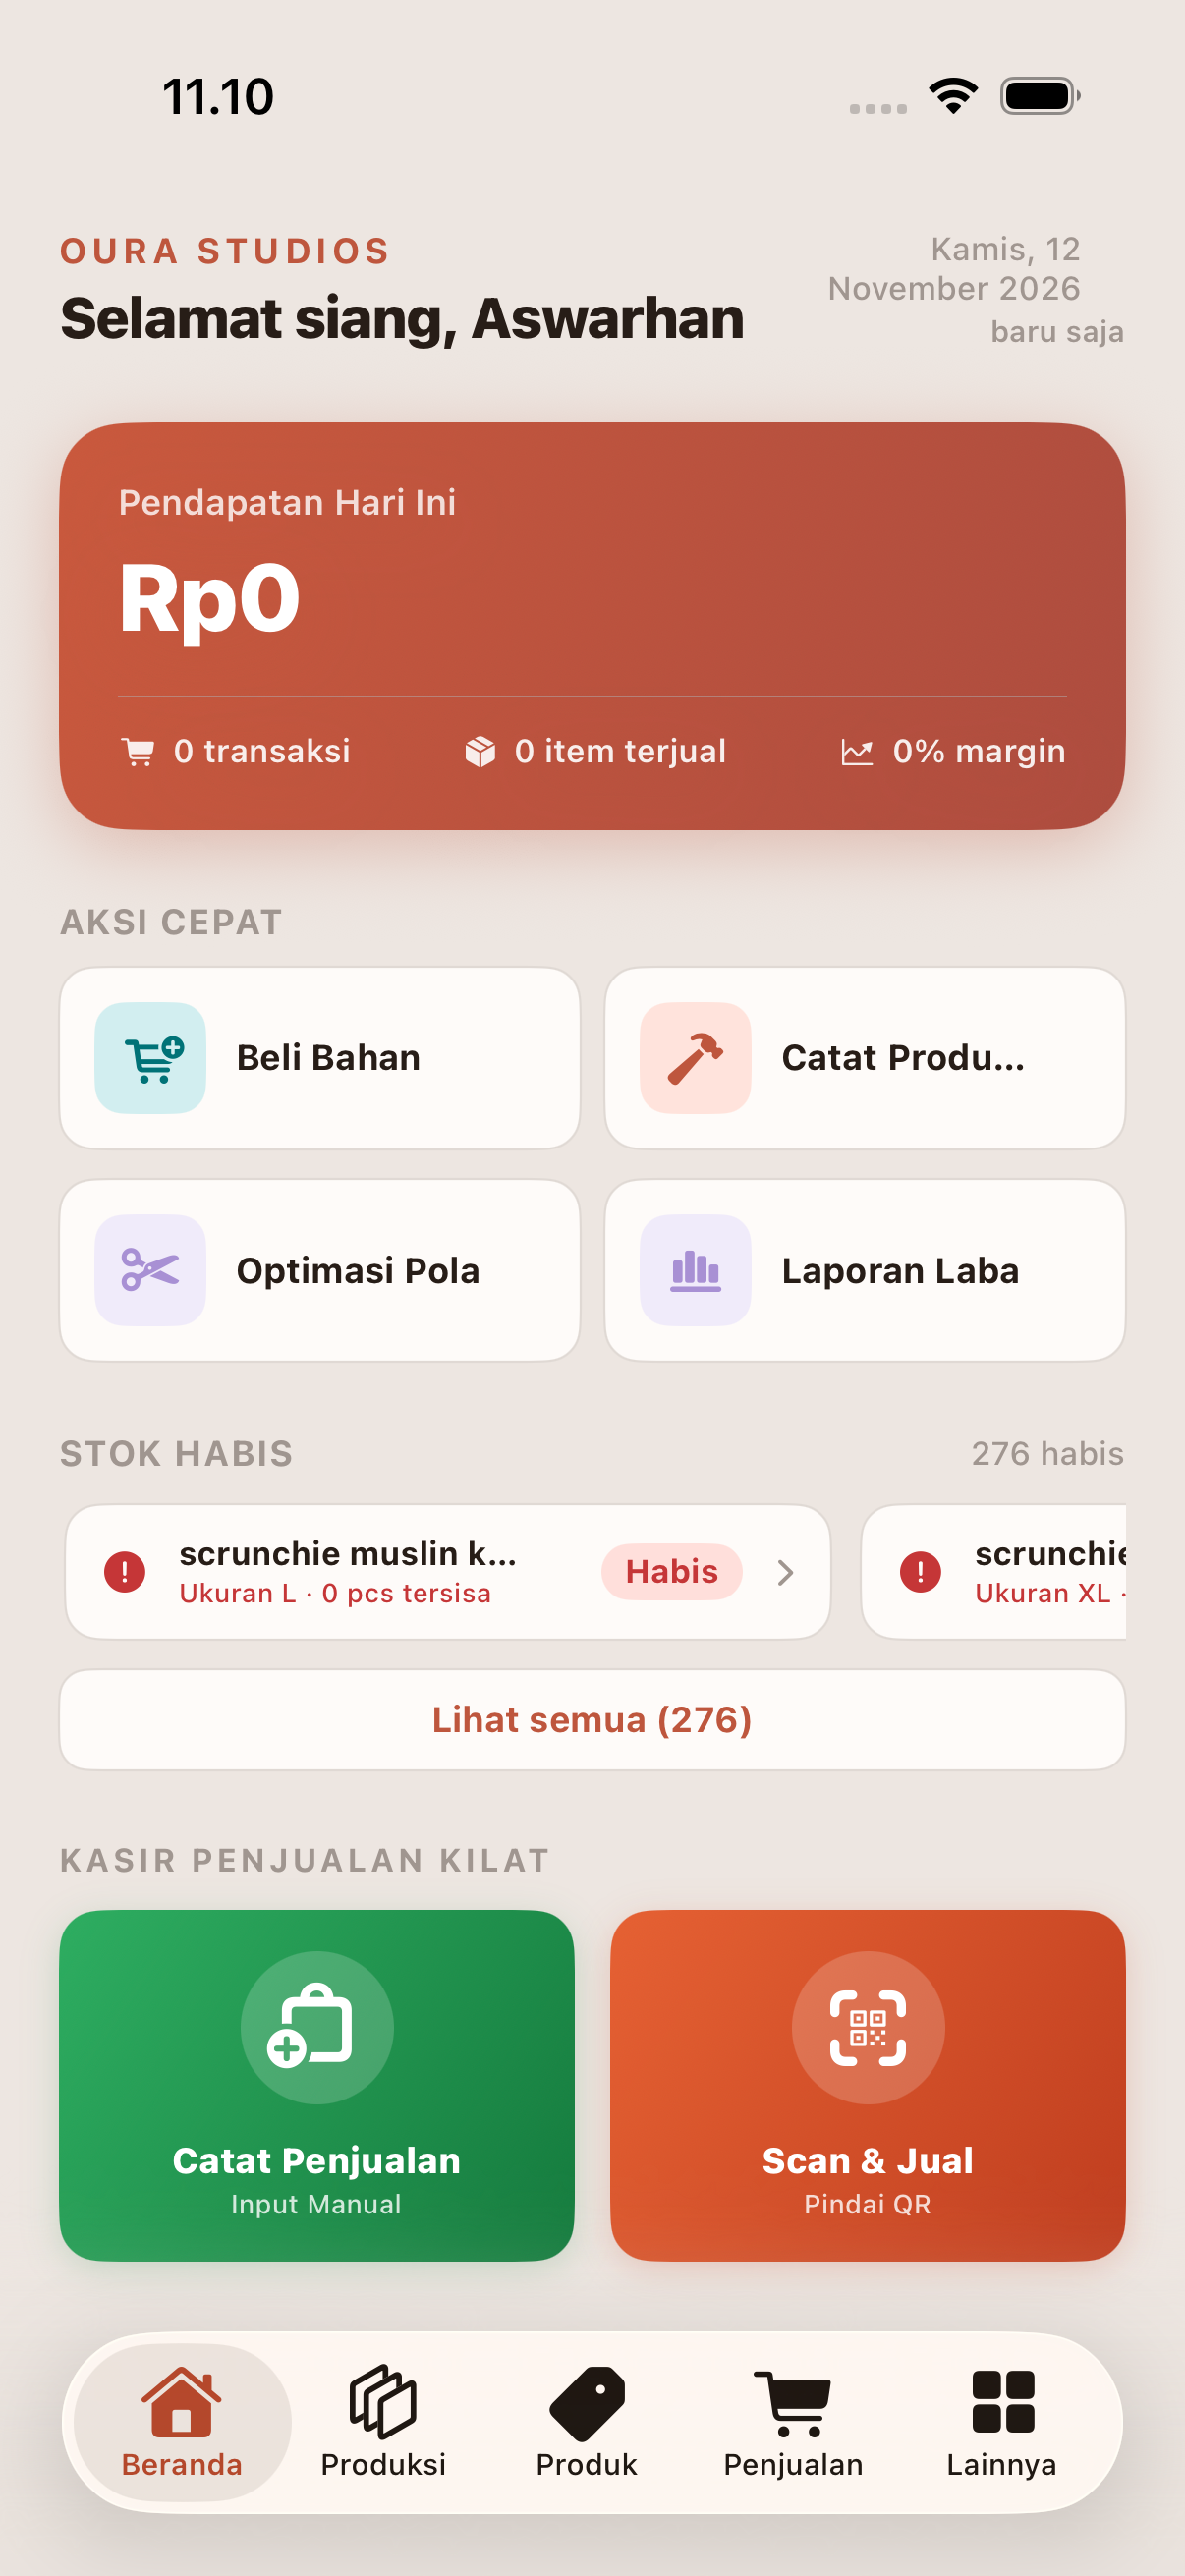 11.10
OURA STUDIOS
Selamat siang, Aswarhan
Kamis, 12
November 2026
baru saja
Pendapatan Hari Ini
Rp0
0 transaksi
0 item terjual
0% margin
AKSI CEPAT
Beli Bahan
Catat Produ...
Optimasi Pola
Laporan Laba
STOK HABIS
276 habis
scrunchie muslin k...
Ukuran L · 0 pcs tersisa
Habis
scrunchie
Ukuran XL ·
Lihat semua (276)
KASIR PENJUALAN KILAT
Catat Penjualan
Input Manual
Scan & Jual
Pindai QR
Beranda
Produksi
Produk
Penjualan
Lainnya